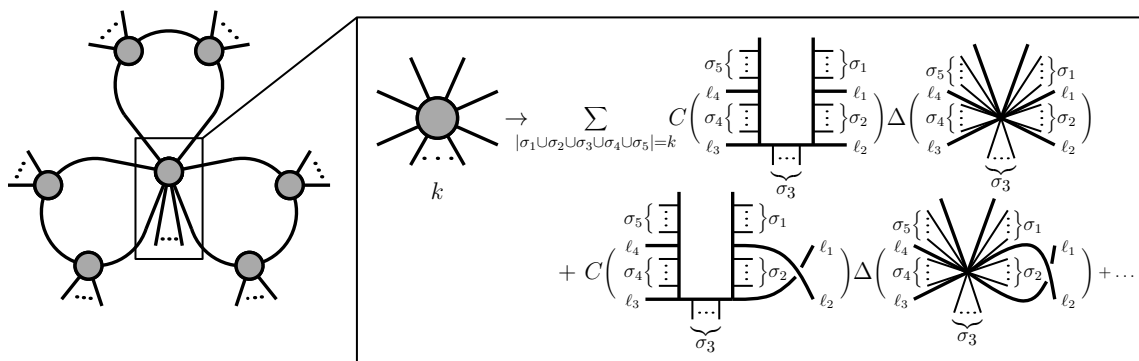 σ₅{ }σ₁ σ₅{ }σ₁
ℓ₄ ℓ₁ ℓ₄ ℓ₁
→ ∑ C( σ₄{ }σ₂ ) Δ( σ₄{ }σ₂ )
|σ₁∪σ₂∪σ₃∪σ₄∪σ₅|=k
ℓ₃ ℓ₂ ℓ₃ ℓ₂
σ₃ σ₃
k
σ₅{ }σ₁ σ₅{ }σ₁
ℓ₄ ℓ₁ ℓ₄ ℓ₁
+ C( σ₄{ }σ₂ ) Δ( σ₄{ }σ₂ ) + ...
ℓ₃ ℓ₂ ℓ₃ ℓ₂
σ₃ σ₃